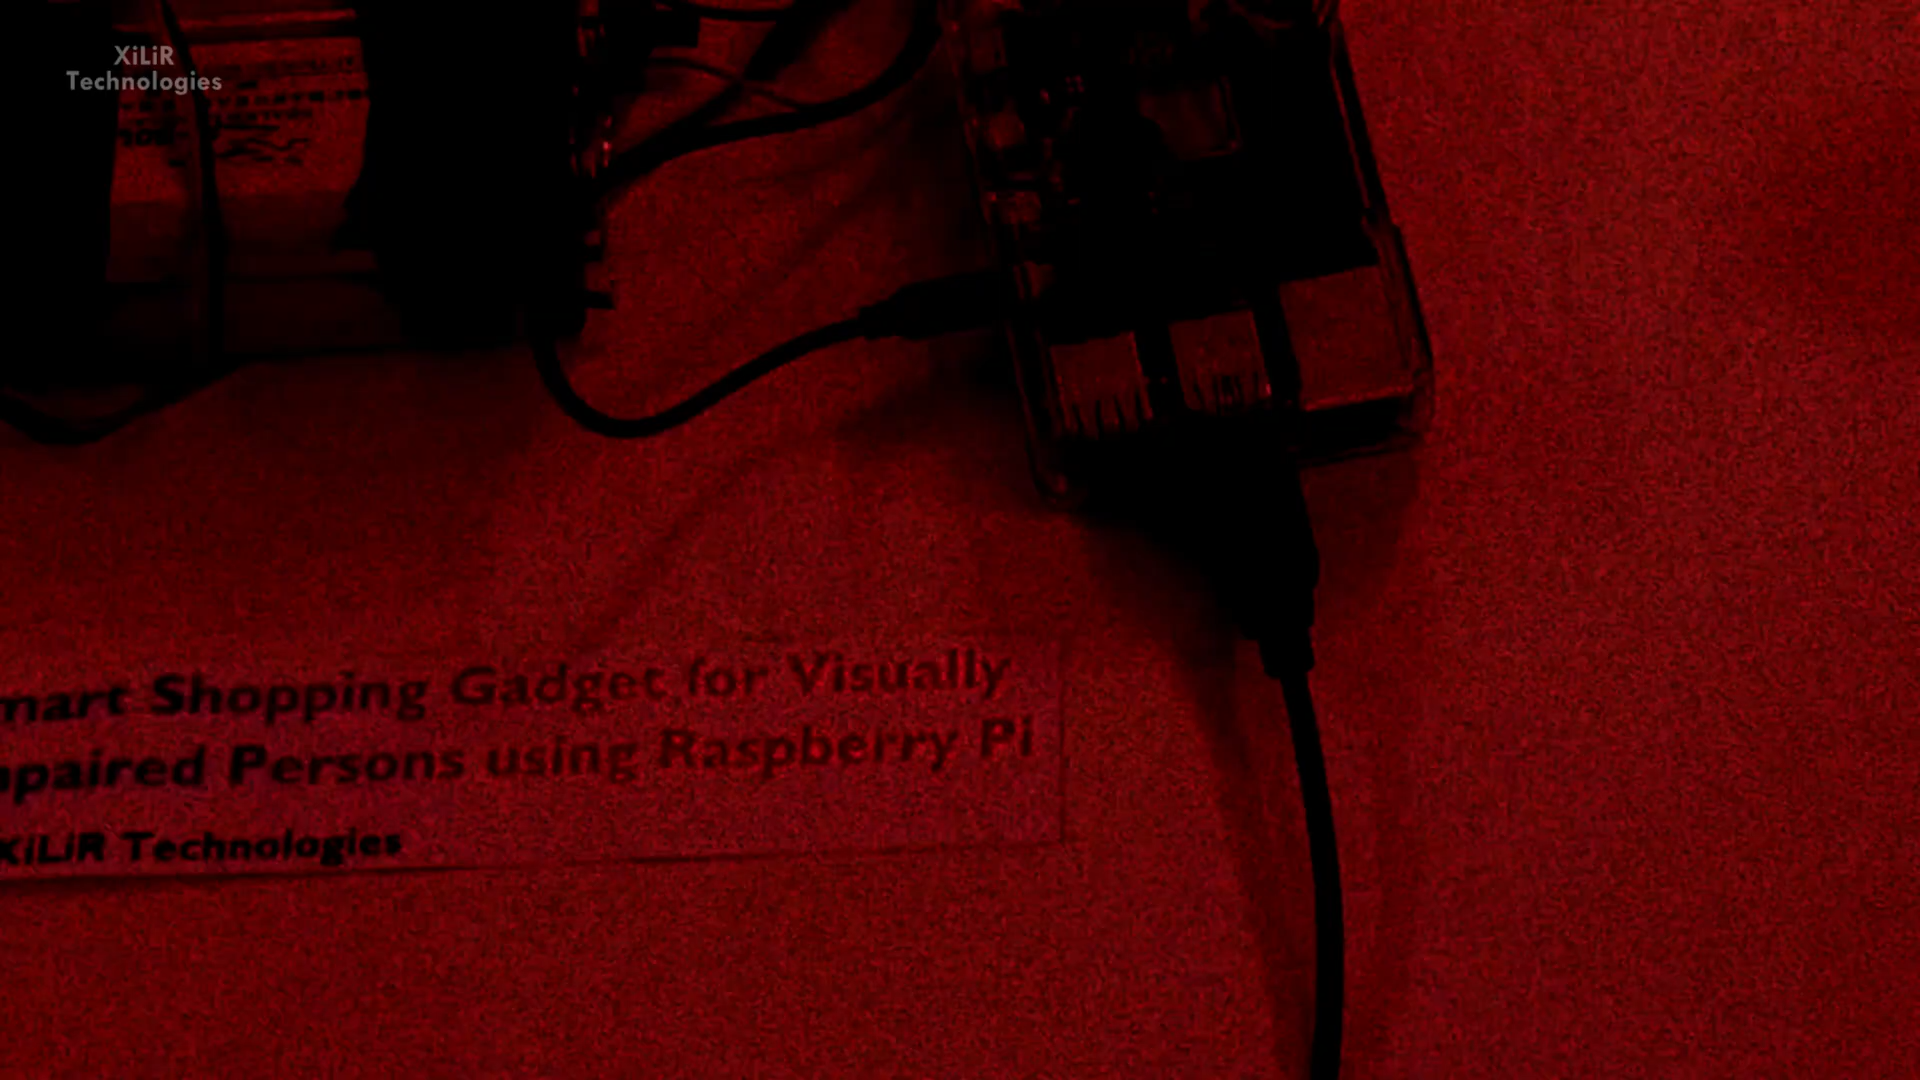 XiLiR
Technologies
mart Shopping Gadget for Visually
paired Persons using Raspberry Pi
XiLiR Technologies